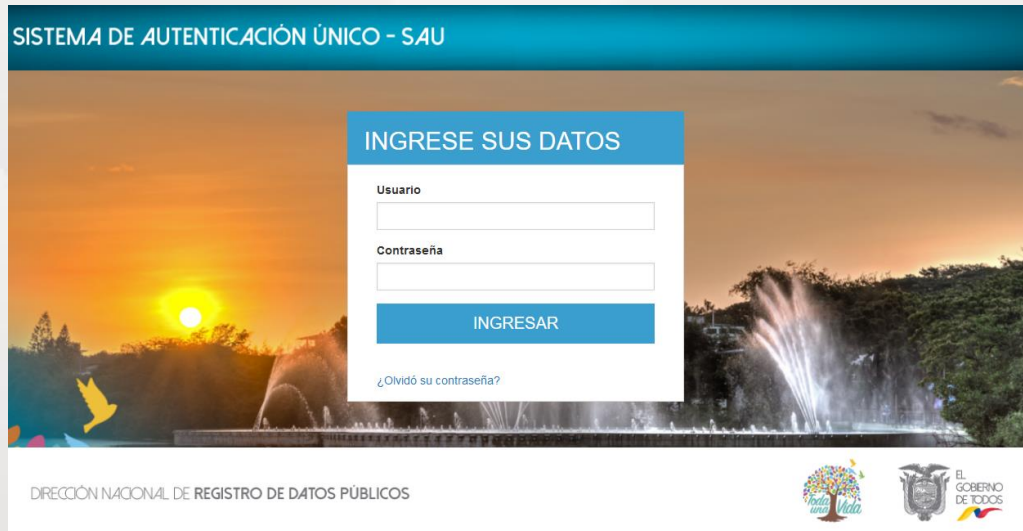 SISTEMA DE AUTENTICACIÓN ÚNICO - SAU
INGRESE SUS DATOS
Usuario
Contraseña
INGRESAR
¿Olvidó su contraseña?
DIRECCIÓN NACIONAL DE REGISTRO DE DATOS PÚBLICOS
Toda
una Vida
EL
GOBIERNO
DE TODOS